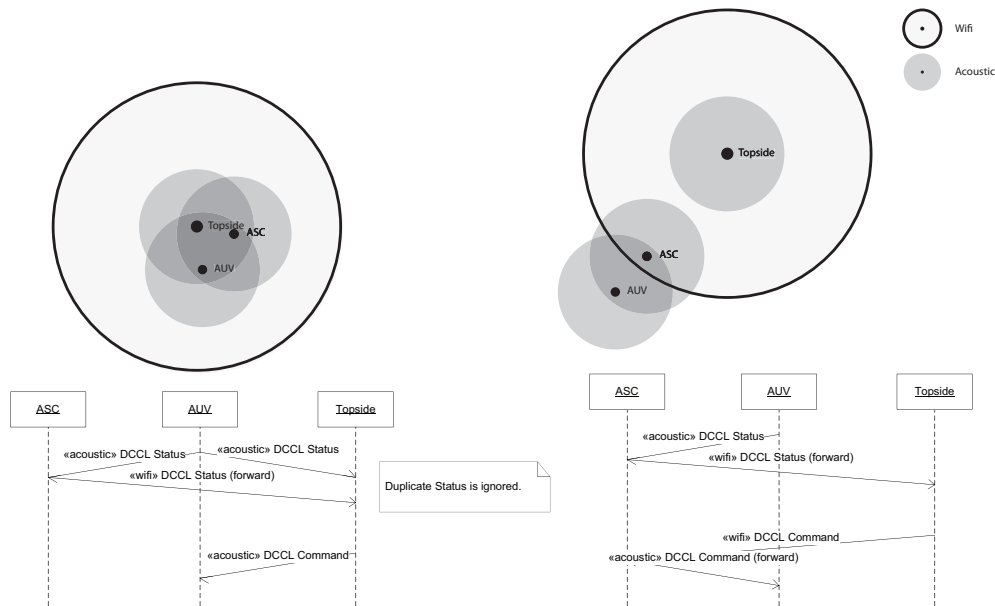 Wifi
Acoustic
Topside
ASC
AUV
Topside
ASC
AUV
ASC
AUV
Topside
«acoustic» DCCL Status
«acoustic» DCCL Status
«wifi» DCCL Status (forward)
Duplicate Status is ignored.
«acoustic» DCCL Command
ASC
AUV
Topside
«acoustic» DCCL Status
«wifi» DCCL Status (forward)
«wifi» DCCL Command
«acoustic» DCCL Command (forward)